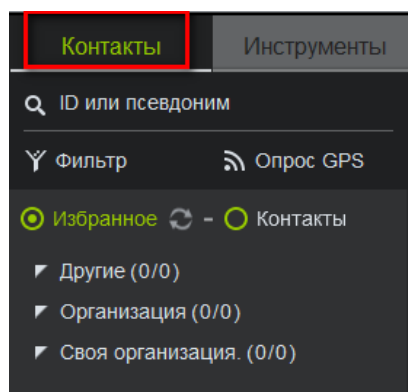 Контакты Инструменты
ID или псевдоним
Фильтр Опрос GPS
Избранное - Контакты
Другие (0/0)
Организация (0/0)
Своя организация. (0/0)